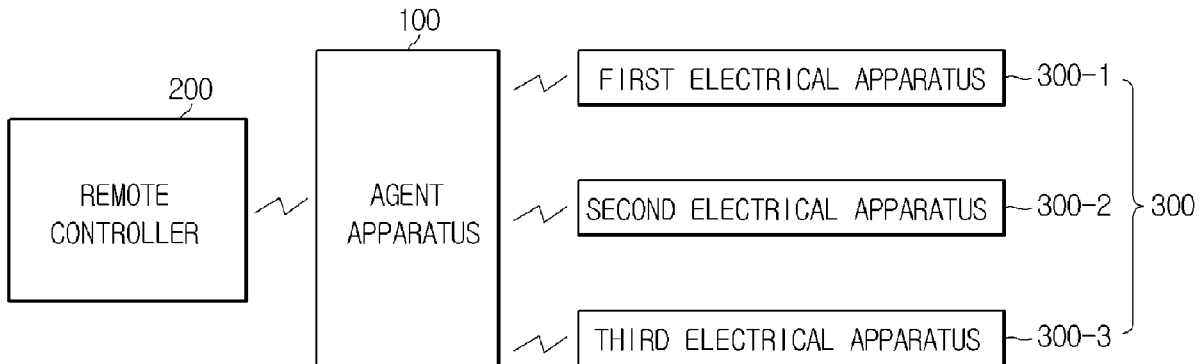 100
200
REMOTE
CONTROLLER
AGENT
APPARATUS
FIRST ELECTRICAL APPARATUS
300-1
SECOND ELECTRICAL APPARATUS
300-2
300
THIRD ELECTRICAL APPARATUS
300-3